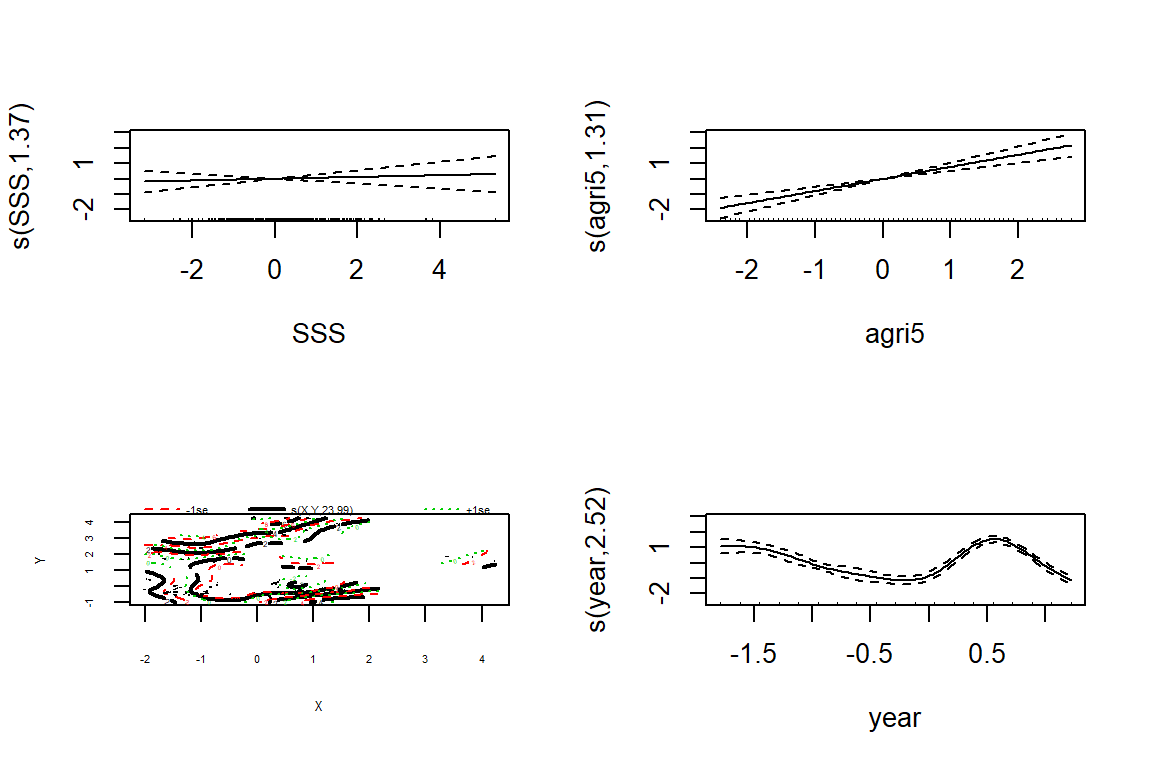 s(SSS,1.37)
1
-2
-2 0 2 4
SSS
s(agri5,1.31)
1
-2
-2 -1 0 1 2
agri5
-1se s(X,Y,23.99) +1se
Y
4
3
2
1
-1
-2 -1 0 1 2 3 4
X
s(year,2.52)
1
-2
-1.5 -0.5 0.5
year